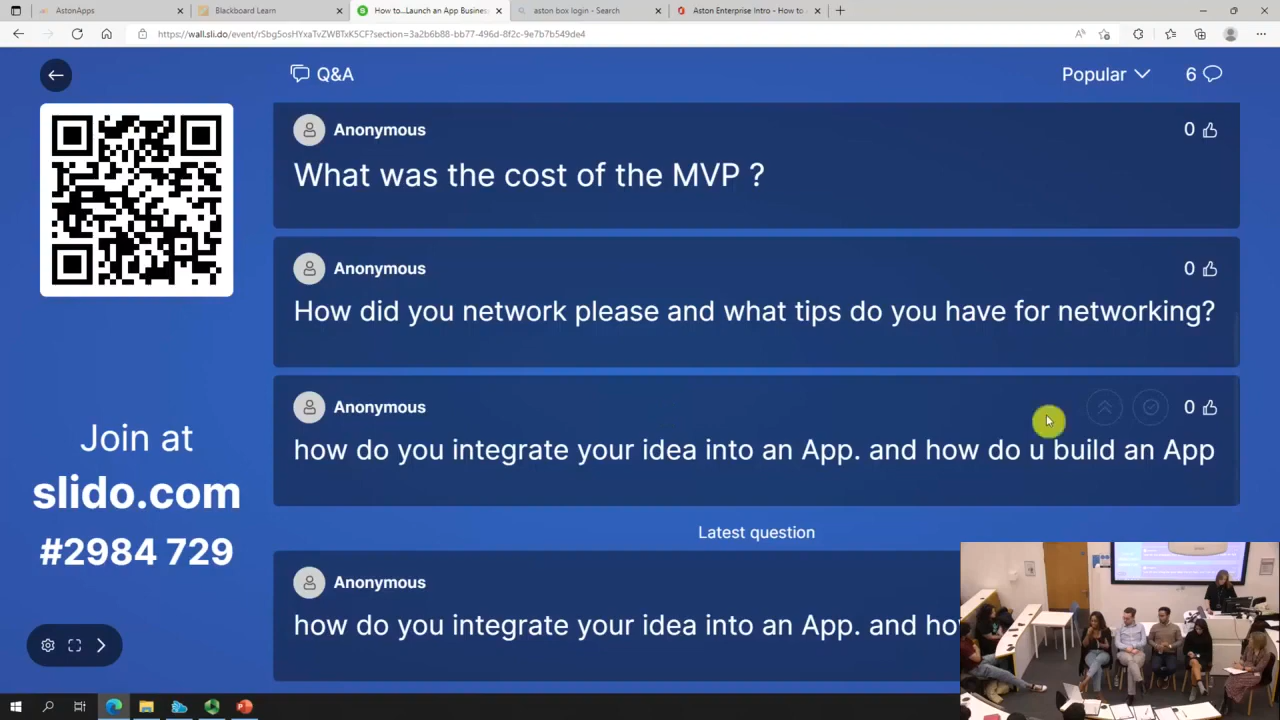 AstonApps
Blackboard Learn
How to...Launch an App Busines
aston box login - Search
Aston Enterprise Intro - How to
https://wall.sli.do/event/rSbg5osHYxaTvZWBTxK5CF?section=3a2b6b88-bb77-496d-8f2c-9e7b7b549de4
Q&A
Popular
6
Anonymous
0
What was the cost of the MVP ?
Anonymous
0
How did you network please and what tips do you have for networking?
Anonymous
0
how do you integrate your idea into an App. and how do u build an App
Join at
slido.com
#2984 729
Latest question
Anonymous
how do you integrate your idea into an App. and ho